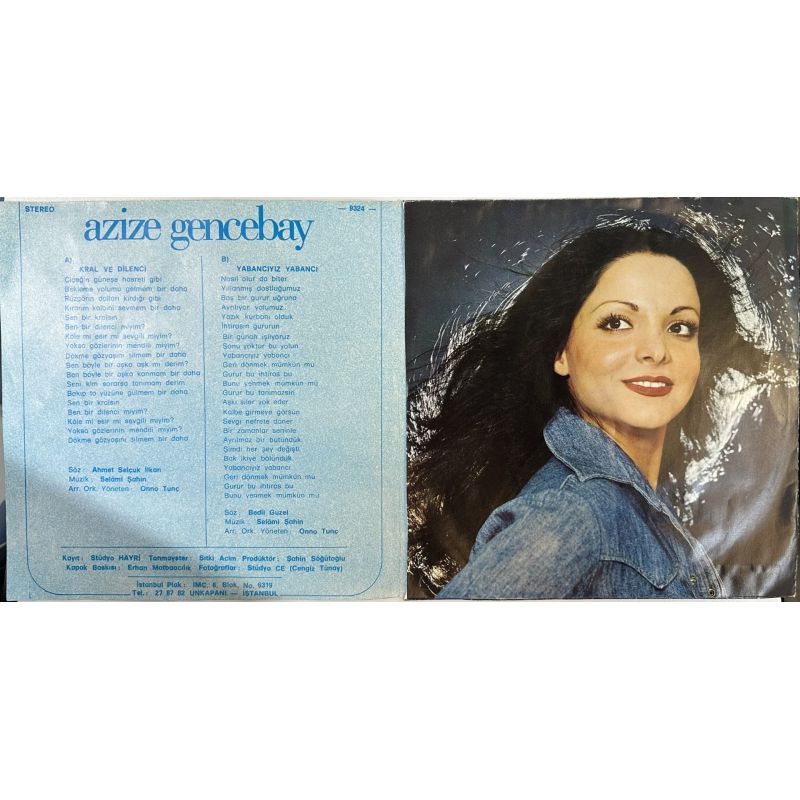 STEREO
— 9324 —
azize gencebay
A)
KRAL VE DİLENCİ
Çiçeğin güneşe hasreti gibi
Bekleme yolumu gelmem bir daha
Rüzgârın dalları kırdığı gibi
Kırarım kalbini sevmem bir daha
Sen bir kralsın
Ben bir dilenci miyim?
Köle mi esir mi sevgili miyim?
Yoksa gözlerinin mendili miyim?
Dökme gözyaşını silmem bir daha
Ben böyle bir aşka aşk mı derim?
Ben böyle bir aşka kanmam bir daha
Seni kim sorarsa tanımam derim
Bakıp ta yüzüne gülmem bir daha
Sen bir kralsın
Ben bir dilenci miyim?
Köle mi esir mi sevgili miyim?
Yoksa gözlerinin mendili miyim?
Dökme gözyaşını silmem bir daha
Söz : Ahmet Selçuk İlkan
Müzik : Selâmi Şahin
Arr. Ork. Yöneten : Onno Tunç
B)
YABANCIYIZ YABANCI
Nasıl olur da biter
Yıllanmış dostluğumuz
Boş bir gurur uğruna
Ayrılıyor yolumuz
Yazık kurbanı olduk
İhtirasın gururun
Bir günah işliyoruz
Sonu yoktur bu yolun
Yabancıyız yabancı
Geri dönmek mümkün mü
Gurur bu ihtiras bu
Bunu yenmek mümkün mü
Gurur bu tanımazsın
Aşkı siler yok eder
Kalbe girmeye görsün
Sevgi nefrete döner
Bir zamanlar seninle
Ayrılmaz bir bütündük
Şimdi her şey değişti
Bak ikiye bölündük
Yabancıyız yabancı
Geri dönmek mümkün mü
Gurur bu ihtiras bu
Bunu yenmek mümkün mü
Söz : Bedii Güzel
Müzik : Selâmi Şahin
Arr. Ork. Yöneten : Onno Tunç
Kayıt : Stüdyo HAYRİ Tonmayster : Sıtkı Acim Prodüktör : Şahin Söğütoğlu
Kapak Baskısı : Erhan Matbaacılık Fotoğraflar : Stüdyo CE (Cengiz Tünay)
İstanbul Plak : İMÇ. 6. Blok, No. 6319
Tel. : 27 87 82 UNKAPANI — İSTANBUL